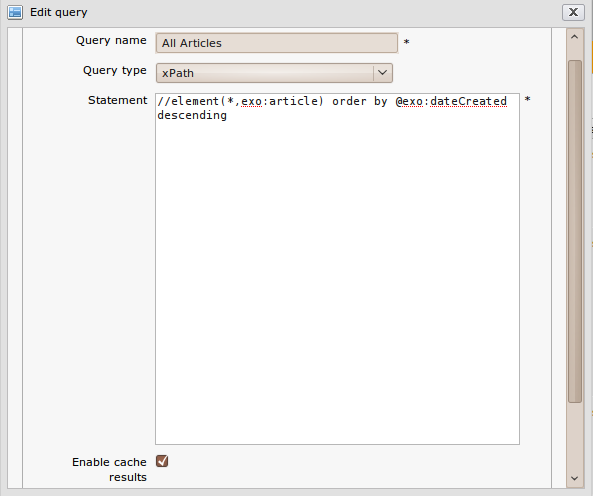 Edit query
Query name
All Articles *
Query type
xPath
Statement
//element(*,exo:article) order by @exo:dateCreated *
descending
Enable cache
results